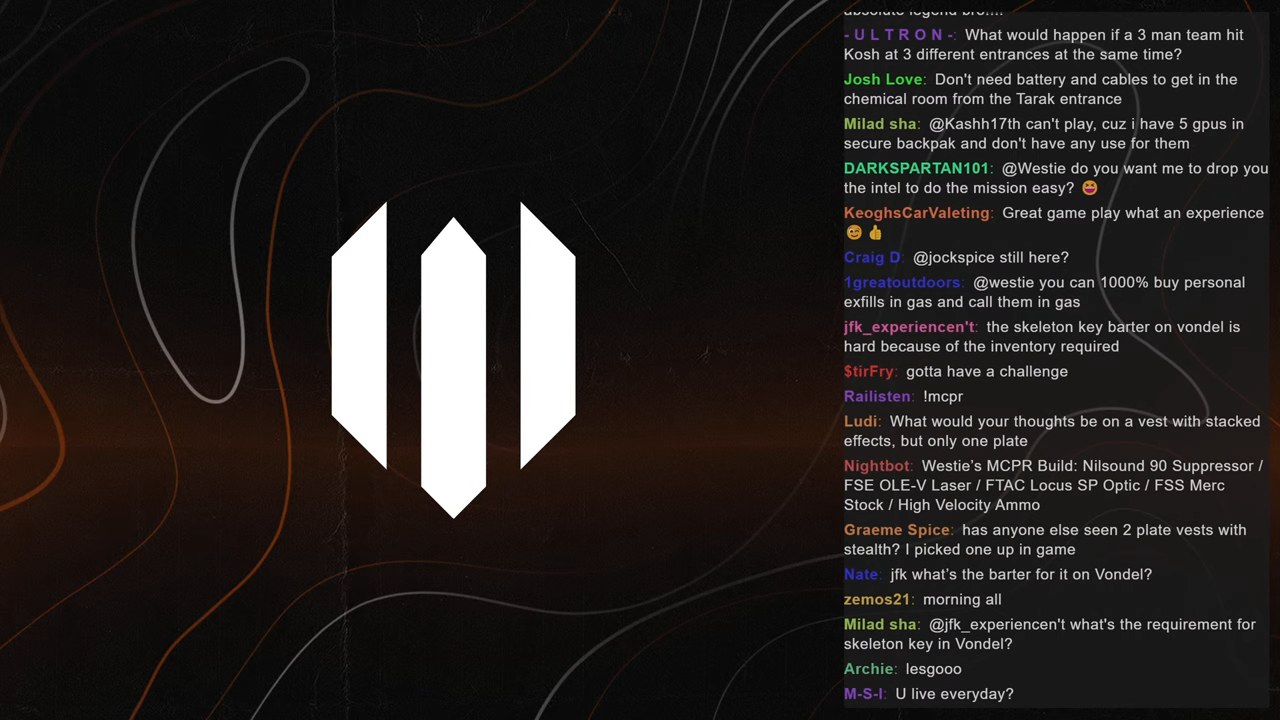 absolute legend bro....
- U L T R O N -: What would happen if a 3 man team hit
Kosh at 3 different entrances at the same time?
Josh Love: Don't need battery and cables to get in the
chemical room from the Tarak entrance
Milad sha: @Kashh17th can't play, cuz i have 5 gpus in
secure backpak and don't have any use for them
DARKSPARTAN101: @Westie do you want me to drop you
the intel to do the mission easy? 😆
KeoghsCarValeting: Great game play what an experience
😉 👍
Craig D: @jockspice still here?
1greatoutdoors: @westie you can 1000% buy personal
exfills in gas and call them in gas
jfk_experiencen't: the skeleton key barter on vondel is
hard because of the inventory required
$tirFry: gotta have a challenge
Railisten: !mcpr
Ludi: What would your thoughts be on a vest with stacked
effects, but only one plate
Nightbot: Westie’s MCPR Build: Nilsound 90 Suppressor /
FSE OLE-V Laser / FTAC Locus SP Optic / FSS Merc
Stock / High Velocity Ammo
Graeme Spice: has anyone else seen 2 plate vests with
stealth? I picked one up in game
Nate: jfk what’s the barter for it on Vondel?
zemos21: morning all
Milad sha: @jfk_experiencen't what's the requirement for
skeleton key in Vondel?
Archie: lesgooo
M-S-I: U live everyday?